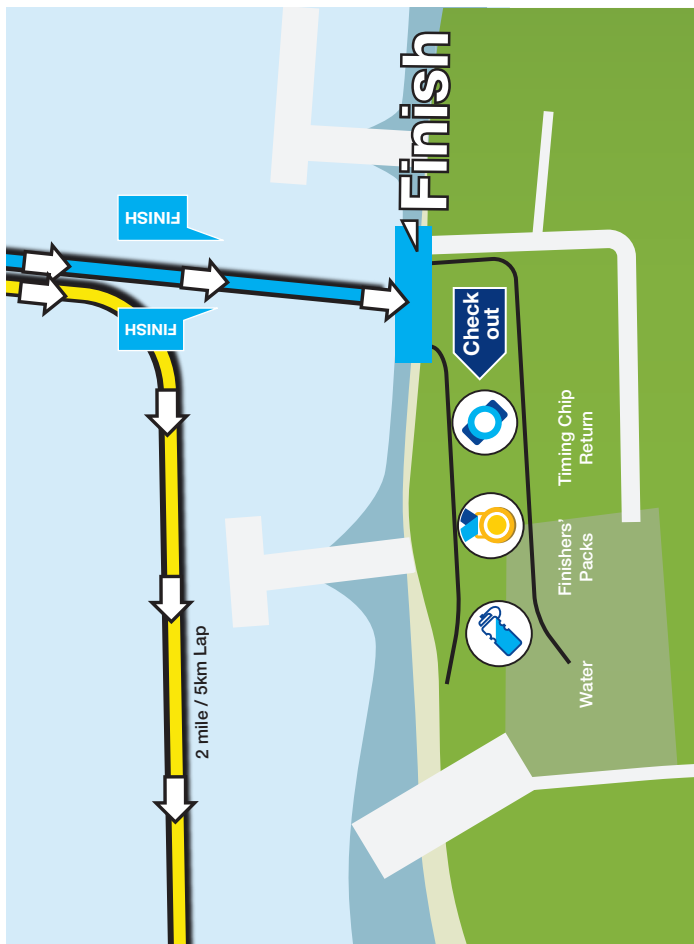 Finish
FINISH
FINISH
Check
out
Timing Chip
Return
Finishers'
Packs
Water
2 mile / 5km Lap